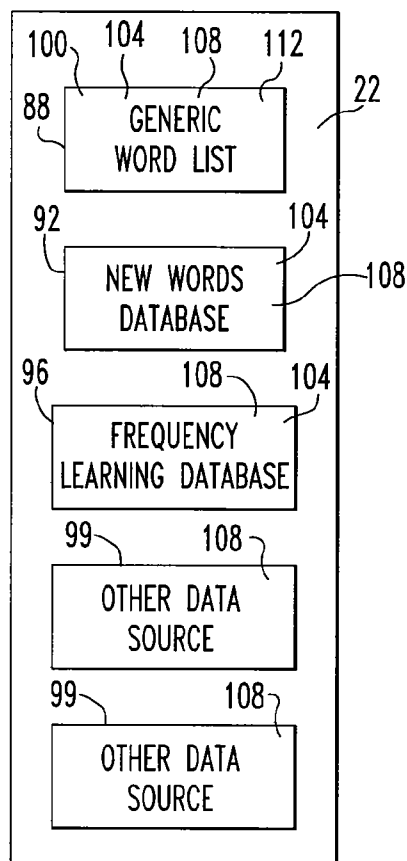 100 104 108 112
88 22
GENERIC
WORD LIST
92 104
108
NEW WORDS
DATABASE
96 108 104
FREQUENCY
LEARNING DATABASE
99 108
OTHER DATA
SOURCE
99 108
OTHER DATA
SOURCE